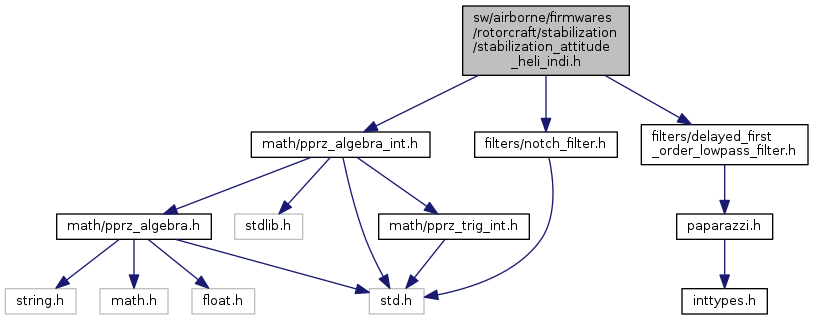 sw/airborne/firmwares
/rotorcraft/stabilization
/stabilization_attitude
_heli_indi.h
math/pprz_algebra_int.h
filters/notch_filter.h
filters/delayed_first
_order_lowpass_filter.h
math/pprz_algebra.h
stdlib.h
math/pprz_trig_int.h
paparazzi.h
string.h
math.h
float.h
std.h
inttypes.h